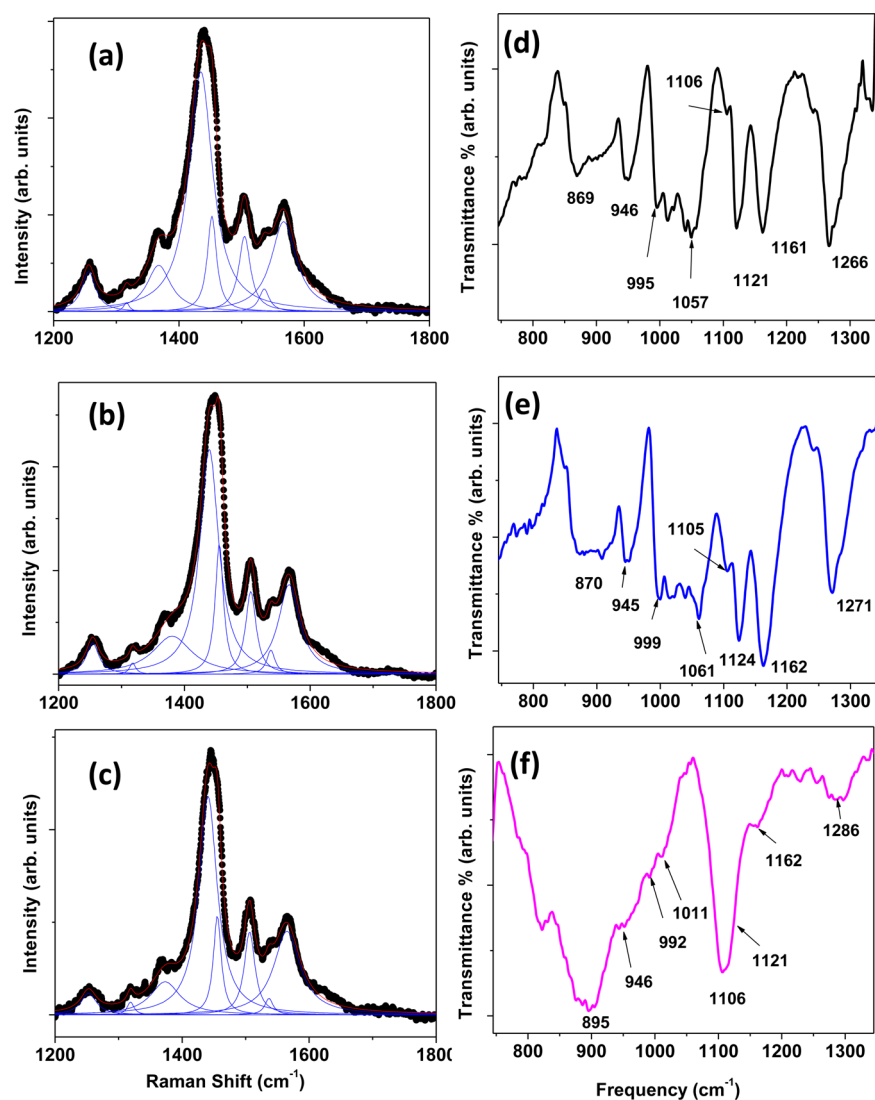 (a)
Intensity (arb. units)
1200 1400 1600 1800
(d)
Transmittance % (arb. units)
1106
869
946
995
1057
1121
1161
1266
800 900 1000 1100 1200 1300
(b)
Intensity (arb. units)
1200 1400 1600 1800
(e)
Transmittance % (arb. units)
1105
870
945
999
1061
1124
1162
1271
800 900 1000 1100 1200 1300
(c)
Intensity (arb. units)
1200 1400 1600 1800
Raman Shift (cm⁻¹)
(f)
Transmittance % (arb. units)
1286
1162
1011
992
1121
946
1106
895
800 900 1000 1100 1200 1300
Frequency (cm⁻¹)